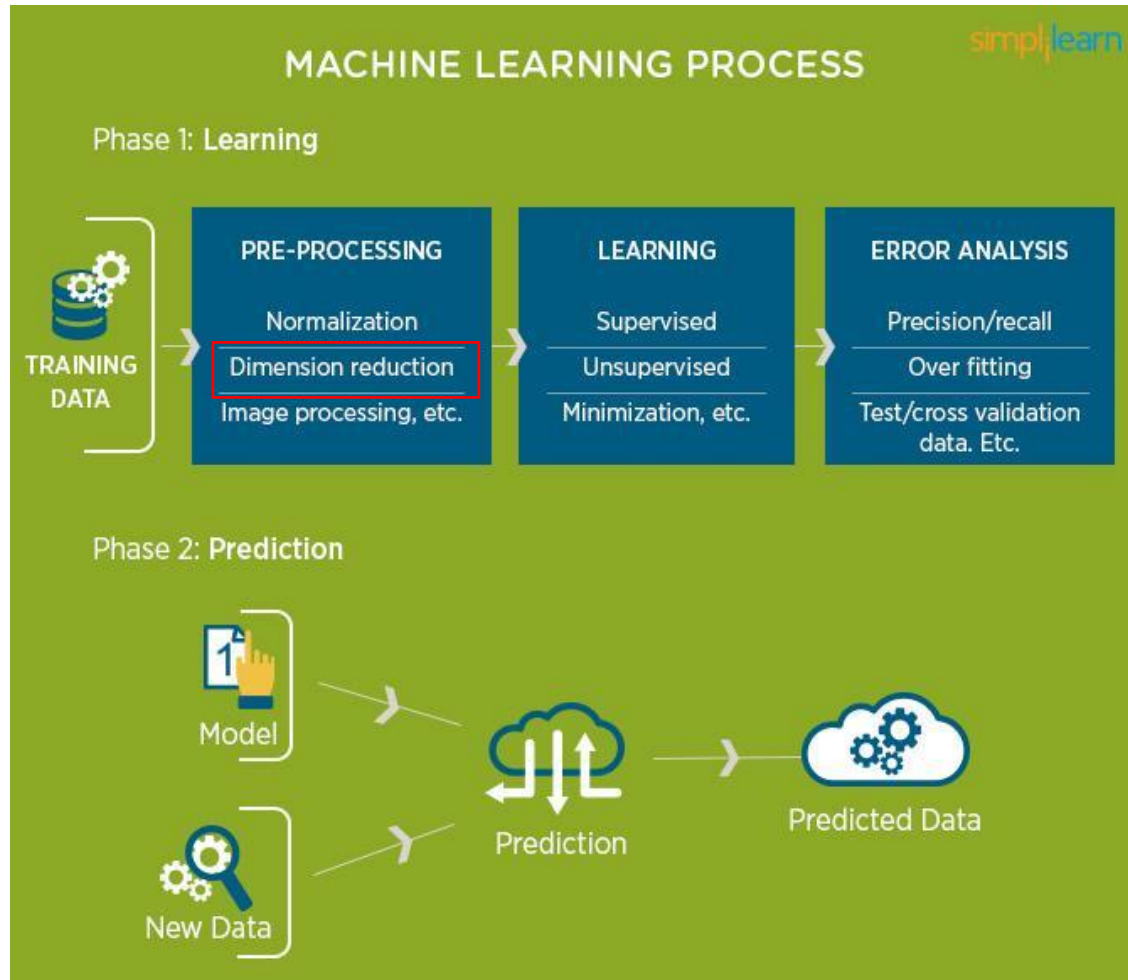 simplilearn
MACHINE LEARNING PROCESS
Phase 1: Learning
TRAINING
DATA
PRE-PROCESSING
Normalization
Dimension reduction
Image processing, etc.
LEARNING
Supervised
Unsupervised
Minimization, etc.
ERROR ANALYSIS
Precision/recall
Over fitting
Test/cross validation
data. Etc.
Phase 2: Prediction
1
Model
New Data
Prediction
Predicted Data